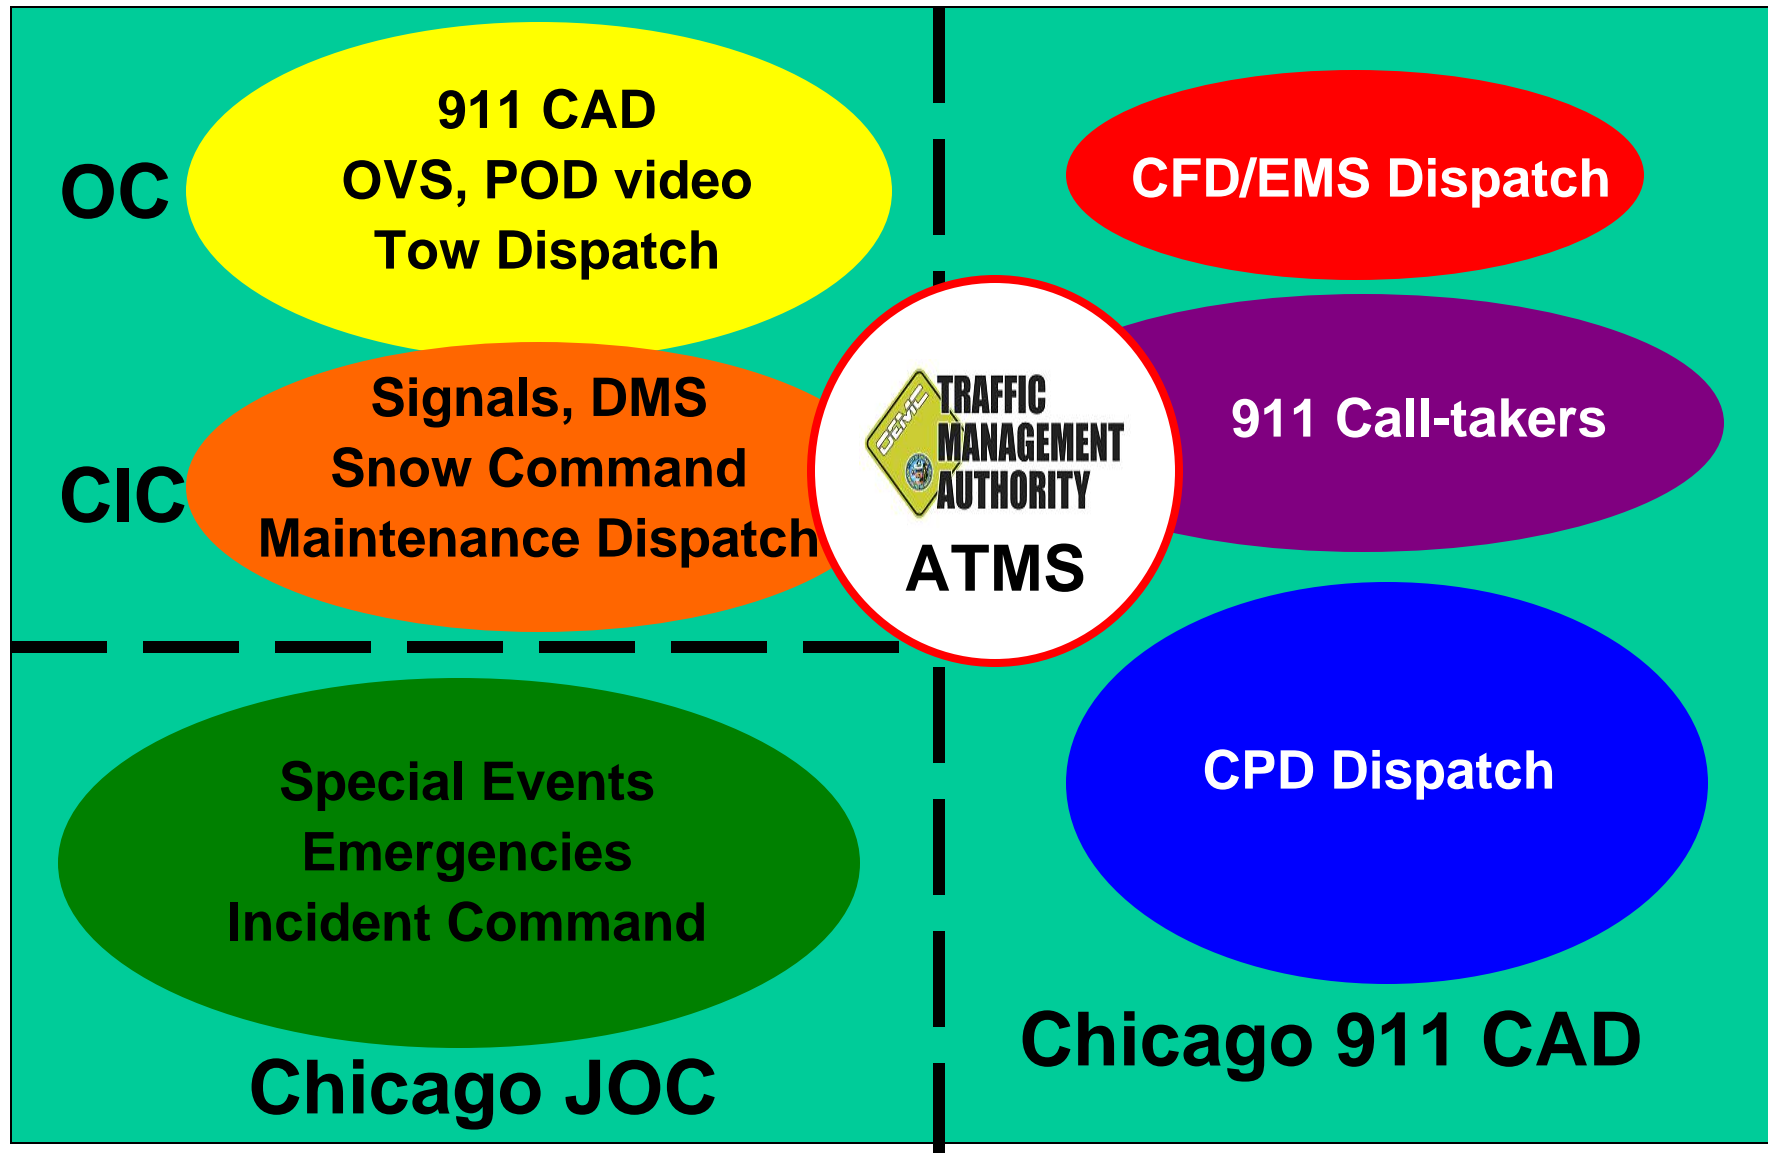 OC
911 CAD
OVS, POD video
Tow Dispatch
CIC
Signals, DMS
Snow Command
Maintenance Dispatch
OEMC
TRAFFIC
MANAGEMENT
AUTHORITY
ATMS
CFD/EMS Dispatch
911 Call-takers
CPD Dispatch
Special Events
Emergencies
Incident Command
Chicago JOC
Chicago 911 CAD